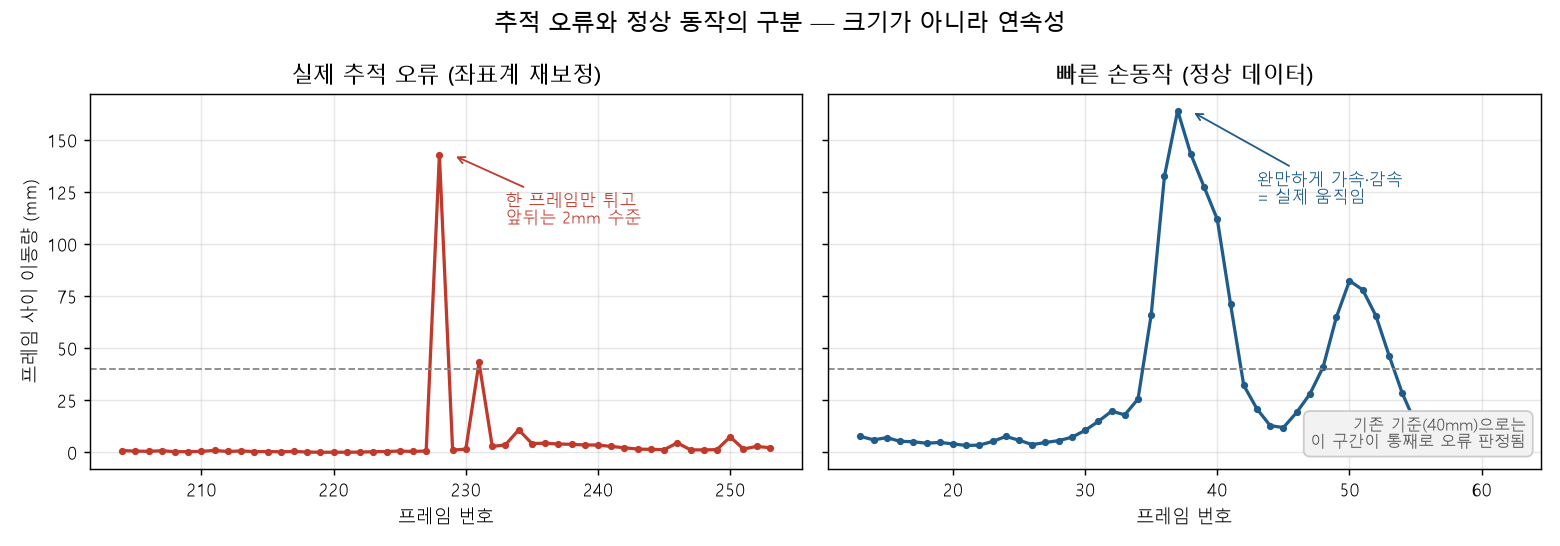 추적 오류와 정상 동작의 구분 — 크기가 아니라 연속성
실제 추적 오류 (좌표계 재보정)
프레임 사이 이동량 (mm)
150
125
100
75
50
25
0
한 프레임만 튀고
앞뒤는 2mm 수준
210
220
230
240
250
프레임 번호
빠른 손동작 (정상 데이터)
완만하게 가속·감속
= 실제 움직임
기존 기준(40mm)으로는
이 구간이 통째로 오류 판정됨
20
30
40
50
60
프레임 번호